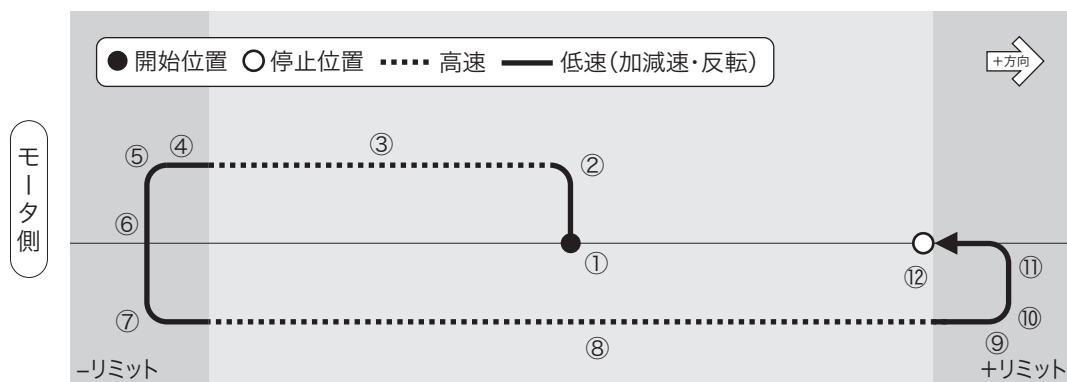 ●開始位置 ○停止位置 ▪▪▪▪▪ 高速 ━━ 低速(加減速・反転)
+方向
モータ側
⑤ ④ ③ ②
⑥
①
⑫ ⑪
⑦ ⑧ ⑨ ⑩
−リミット +リミット